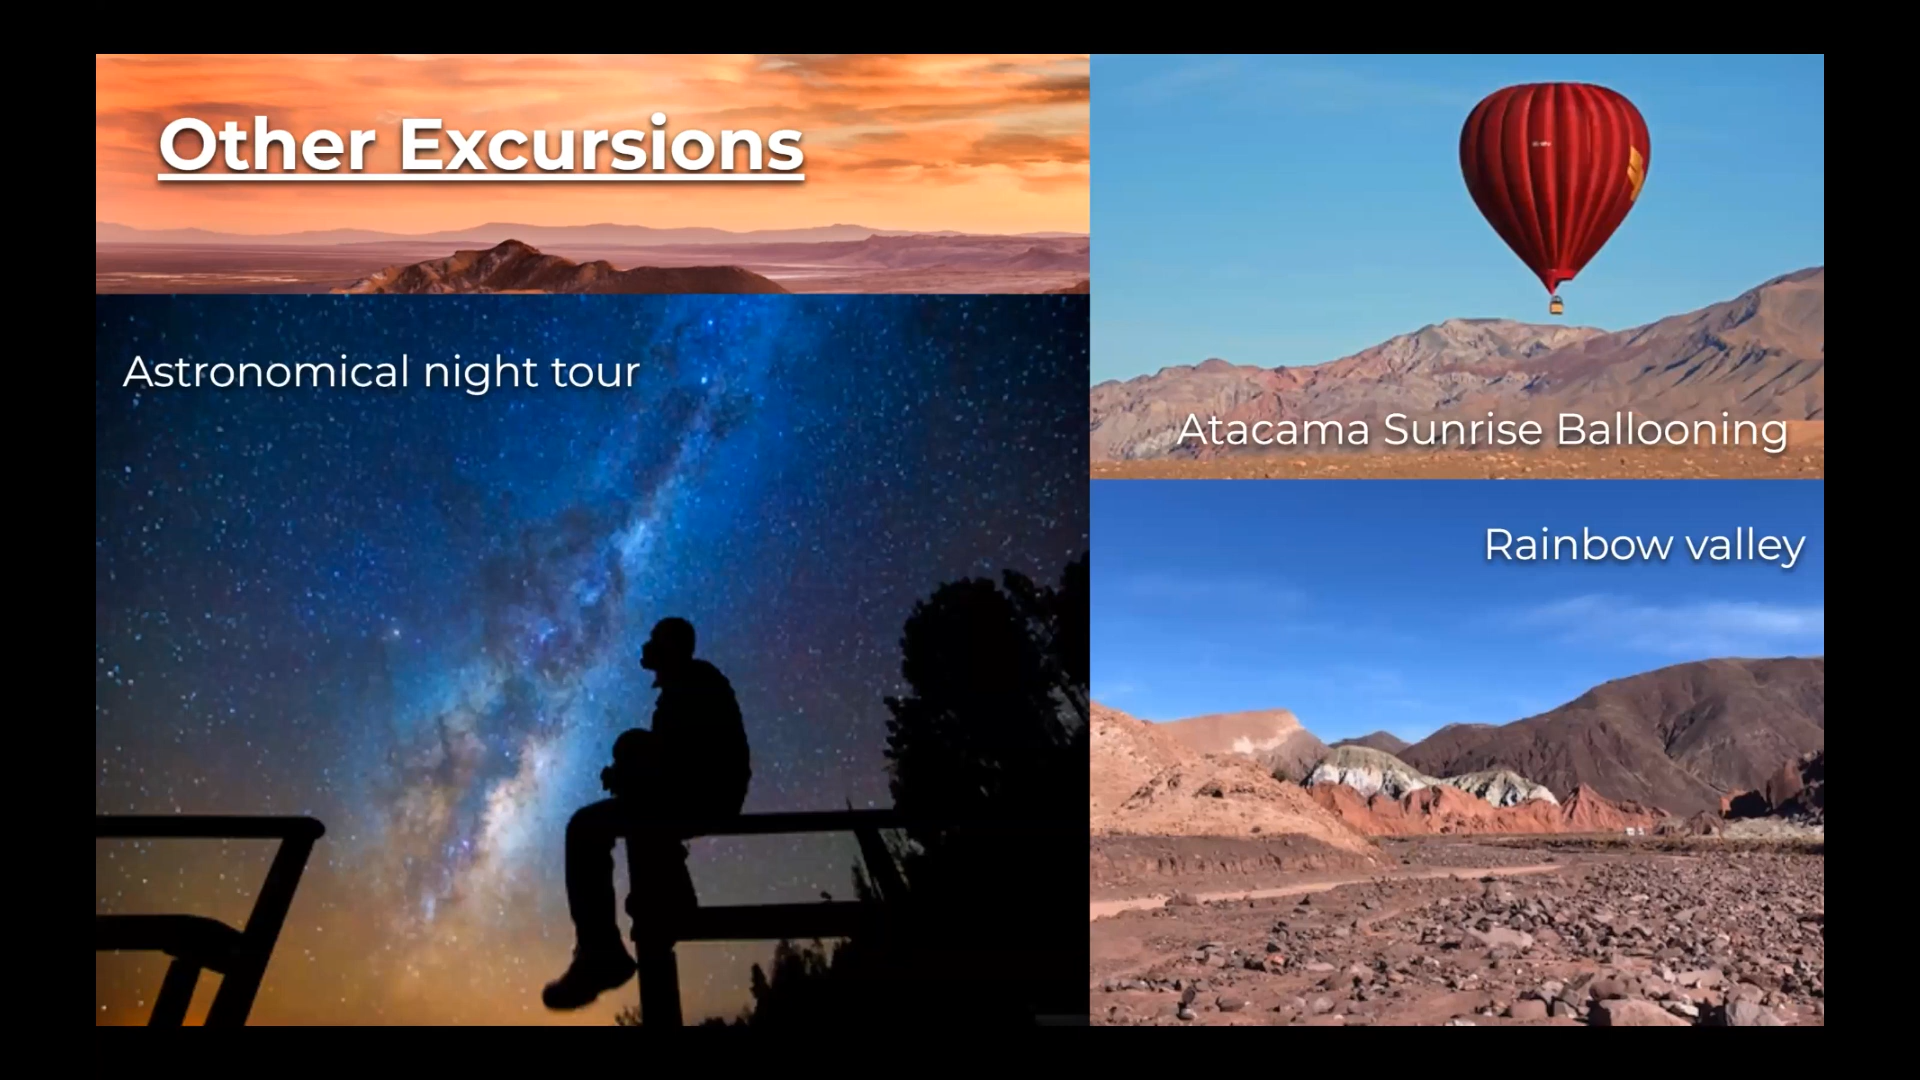 Other Excursions
Astronomical night tour
Atacama Sunrise Ballooning
Rainbow valley